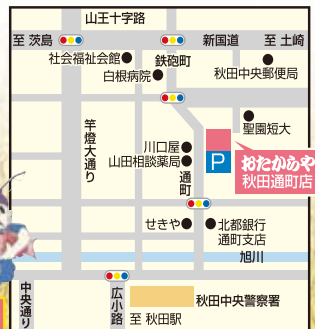 山王十字路
至 茨島
新国道
至 土崎
社会福祉会館
鉄砲町
白根病院
秋田中央郵便局
竿燈大通り
聖園短大
川口屋
山田相談薬局
通町
P
おたからや
秋田通町店
せきや
北都銀行
通町支店
旭川
中央通り
広小路
秋田中央警察署
至 秋田駅